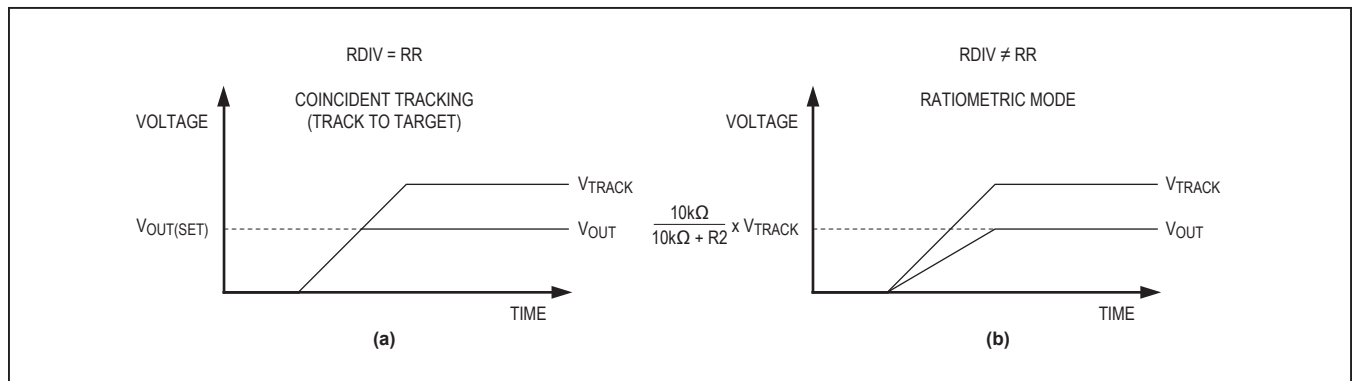 RDIV = RR
COINCIDENT TRACKING
(TRACK TO TARGET)
VOLTAGE
VTRACK
VOUT(SET)
VOUT
TIME
(a)
RDIV ≠ RR
RATIOMETRIC MODE
VOLTAGE
VTRACK
10kΩ
10kΩ + R2
x VTRACK
VOUT
TIME
(b)